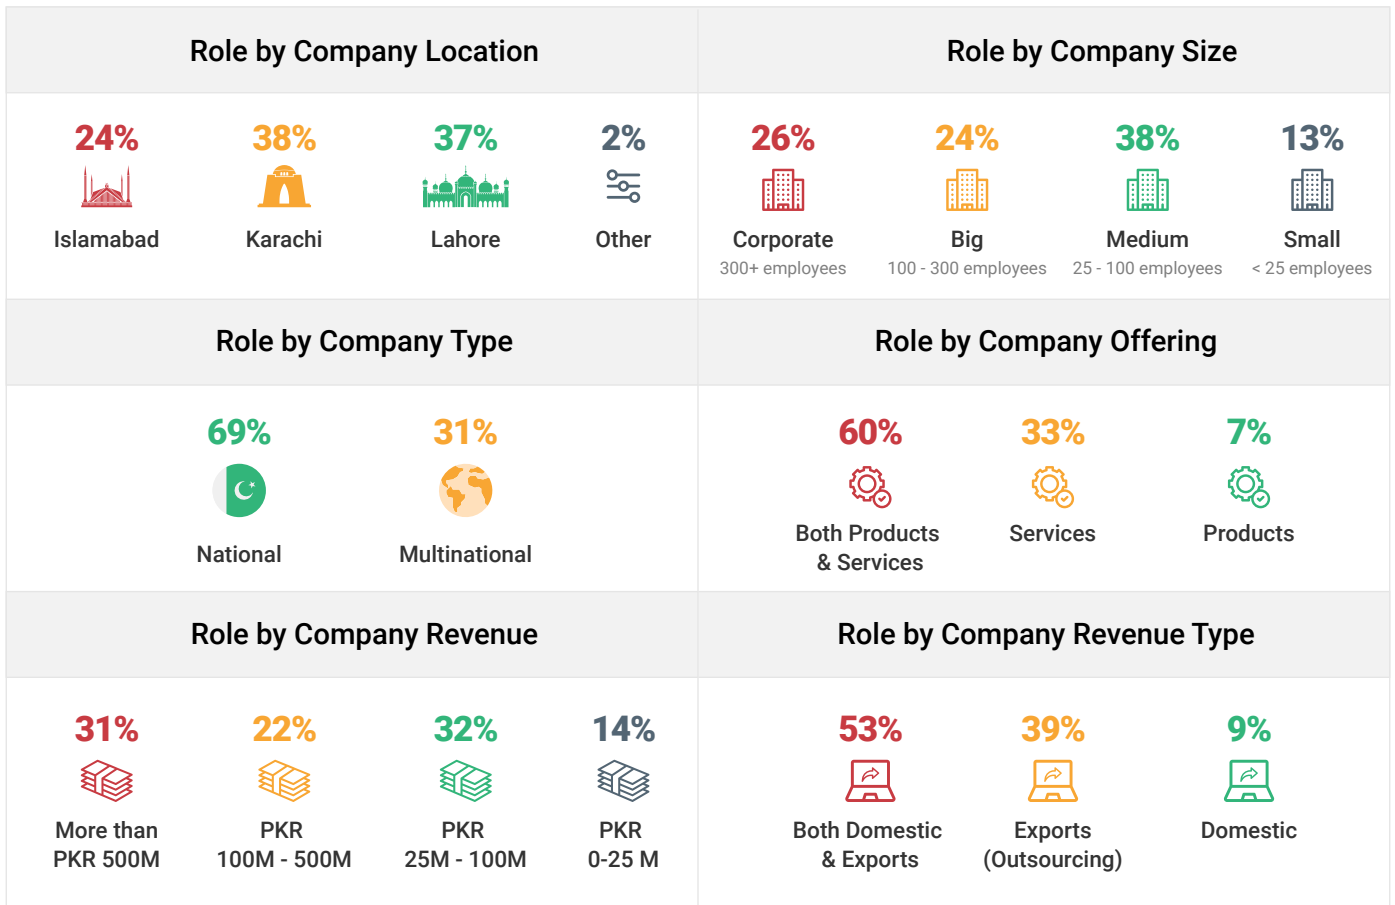 Role by Company Location
24%
38%
37%
2%
Islamabad
Karachi
Lahore
Other
Role by Company Size
26%
24%
38%
13%
Corporate
Big
Medium
Small
300+ employees
100 - 300 employees
25 - 100 employees
< 25 employees
Role by Company Type
69%
31%
National
Multinational
Role by Company Offering
60%
33%
7%
Both Products
& Services
Services
Products
Role by Company Revenue
31%
22%
32%
14%
More than
PKR 500M
PKR
100M - 500M
PKR
25M - 100M
PKR
0-25 M
Role by Company Revenue Type
53%
39%
9%
Both Domestic
& Exports
Exports
(Outsourcing)
Domestic